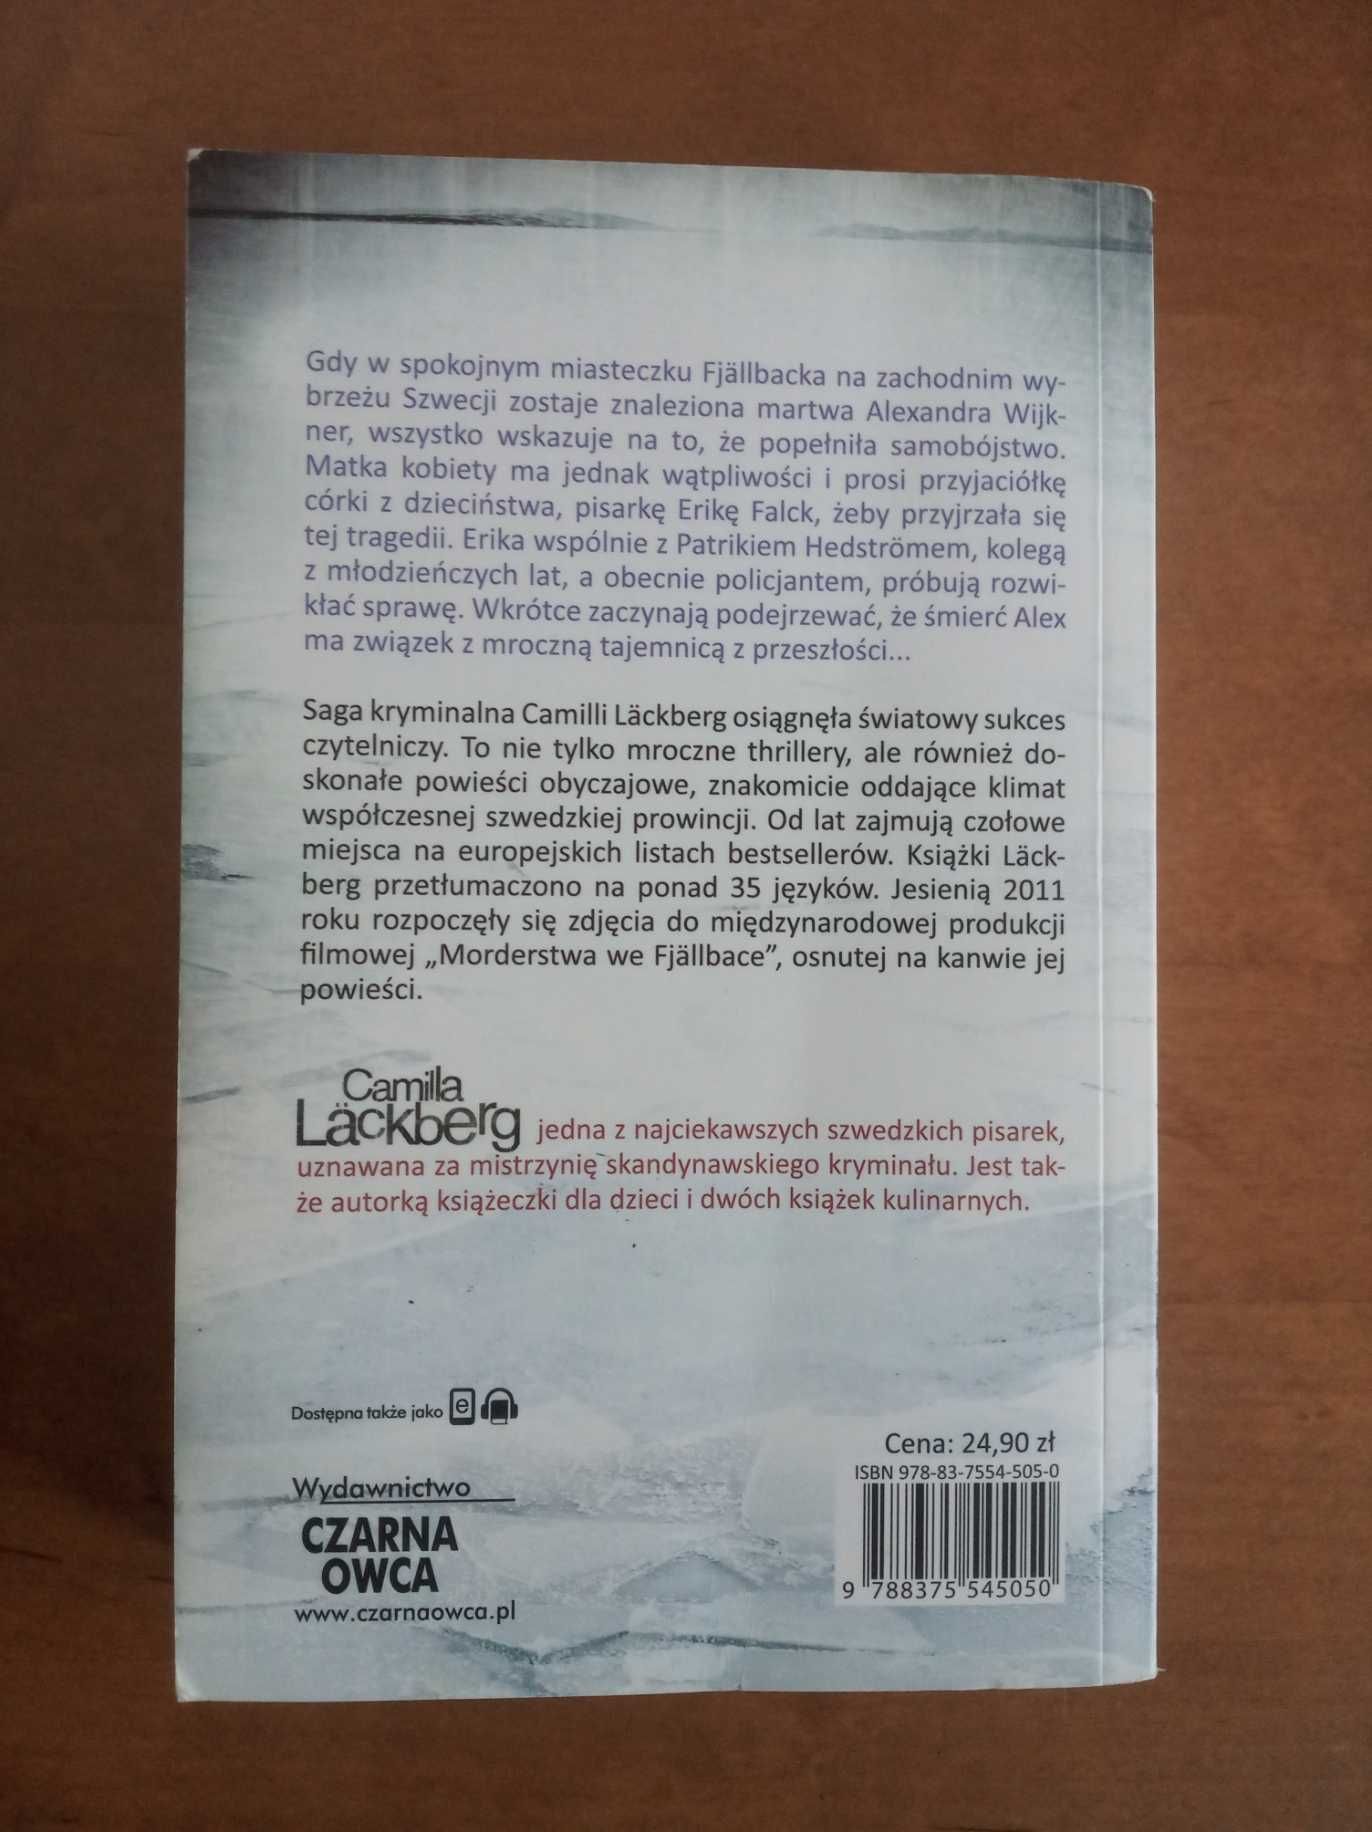 Gdy w spokojnym miasteczku Fjällbacka na zachodnim wy-
brzeżu Szwecji zostaje znaleziona martwa Alexandra Wijk-
ner, wszystko wskazuje na to, że popełniła samobójstwo.
Matka kobiety ma jednak wątpliwości i prosi przyjaciółkę
córki z dzieciństwa, pisarkę Erikę Falck, żeby przyjrzała się
tej tragedii. Erika wspólnie z Patrikiem Hedströmem, kolegą
z młodzieńczych lat, a obecnie policjantem, próbują rozwi-
kłać sprawę. Wkrótce zaczynają podejrzewać, że śmierć Alex
ma związek z mroczną tajemnicą z przeszłości...
Saga kryminalna Camilli Läckberg osiągnęła światowy sukces
czytelniczy. To nie tylko mroczne thrillery, ale również do-
skonałe powieści obyczajowe, znakomicie oddające klimat
współczesnej szwedzkiej prowincji. Od lat zajmują czołowe
miejsca na europejskich listach bestsellerów. Książki Läck-
berg przetłumaczono na ponad 35 języków. Jesienią 2011
roku rozpoczęły się zdjęcia do międzynarodowej produkcji
filmowej „Morderstwa we Fjällbace”, osnutej na kanwie jej
powieści.
Camilla
Läckberg jedna z najciekawszych szwedzkich pisarek,
uznawana za mistrzynię skandynawskiego kryminału. Jest tak-
że autorką książeczki dla dzieci i dwóch książek kulinarnych.
Dostępna także jako e
Wydawnictwo
CZARNA
OWCA
www.czarnaowca.pl
Cena: 24,90 zł
ISBN 978-83-7554-505-0
9 788375 545050